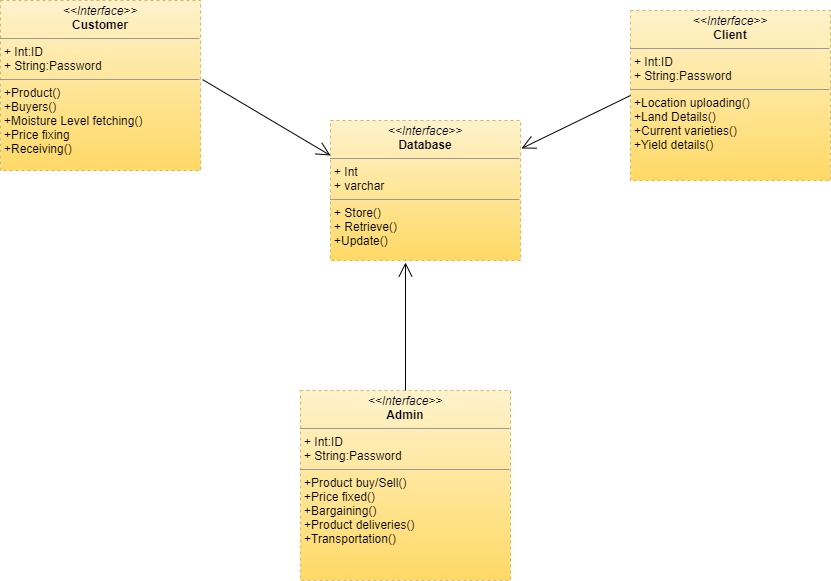 <<Interface>>
Customer
+ Int:ID
+ String:Password
+Product()
+Buyers()
+Moisture Level fetching()
+Price fixing
+Receiving()
<<Interface>>
Client
+ Int:ID
+ String:Password
+Location uploading()
+Land Details()
+Current varieties()
+Yield details()
<<Interface>>
Database
+ Int
+ varchar
+ Store()
+ Retrieve()
+Update()
<<Interface>>
Admin
+ Int:ID
+ String:Password
+Product buy/Sell()
+Price fixed()
+Bargaining()
+Product deliveries()
+Transportation()